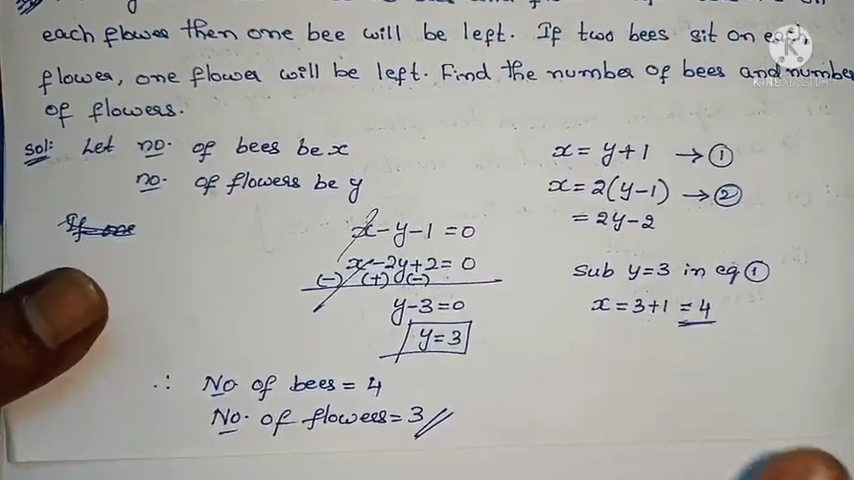 each flower then one bee will be left. If two bees sit on each
flower, one flower will be left. Find the number of bees and number
of flowers.
Sol: Let no. of bees be x
no. of flowers be y
If one
x-y-1=0
x-2y+2=0
(-) (+) (-)
y-3=0
y=3
x=y+1 → ①
x=2(y-1) → ②
=2y-2
Sub y=3 in eq ①
x=3+1=4
∴ No of bees=4
No. of flowers=3//
K
KINEMASTER